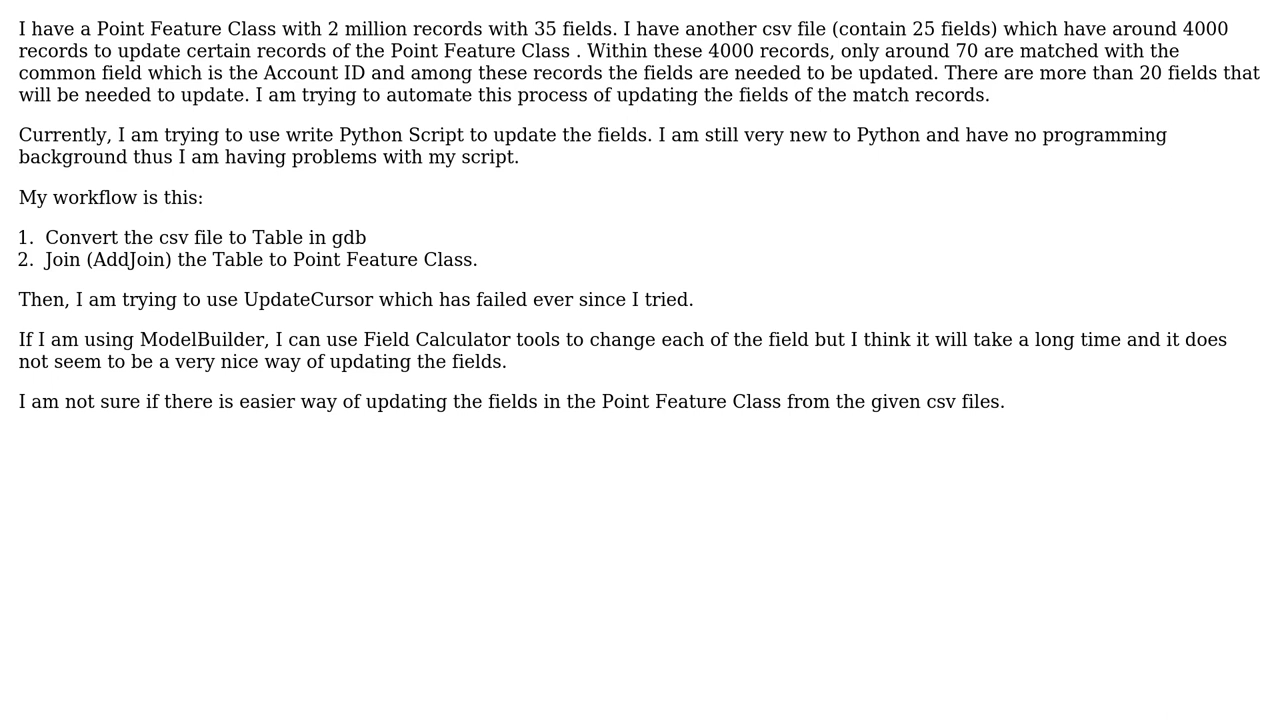 I have a Point Feature Class with 2 million records with 35 fields. I have another csv file (contain 25 fields) which have around 4000
records to update certain records of the Point Feature Class . Within these 4000 records, only around 70 are matched with the
common field which is the Account ID and among these records the fields are needed to be updated. There are more than 20 fields that
will be needed to update. I am trying to automate this process of updating the fields of the match records.
Currently, I am trying to use write Python Script to update the fields. I am still very new to Python and have no programming
background thus I am having problems with my script.
My workflow is this:
1. Convert the csv file to Table in gdb
2. Join (AddJoin) the Table to Point Feature Class.
Then, I am trying to use UpdateCursor which has failed ever since I tried.
If I am using ModelBuilder, I can use Field Calculator tools to change each of the field but I think it will take a long time and it does
not seem to be a very nice way of updating the fields.
I am not sure if there is easier way of updating the fields in the Point Feature Class from the given csv files.